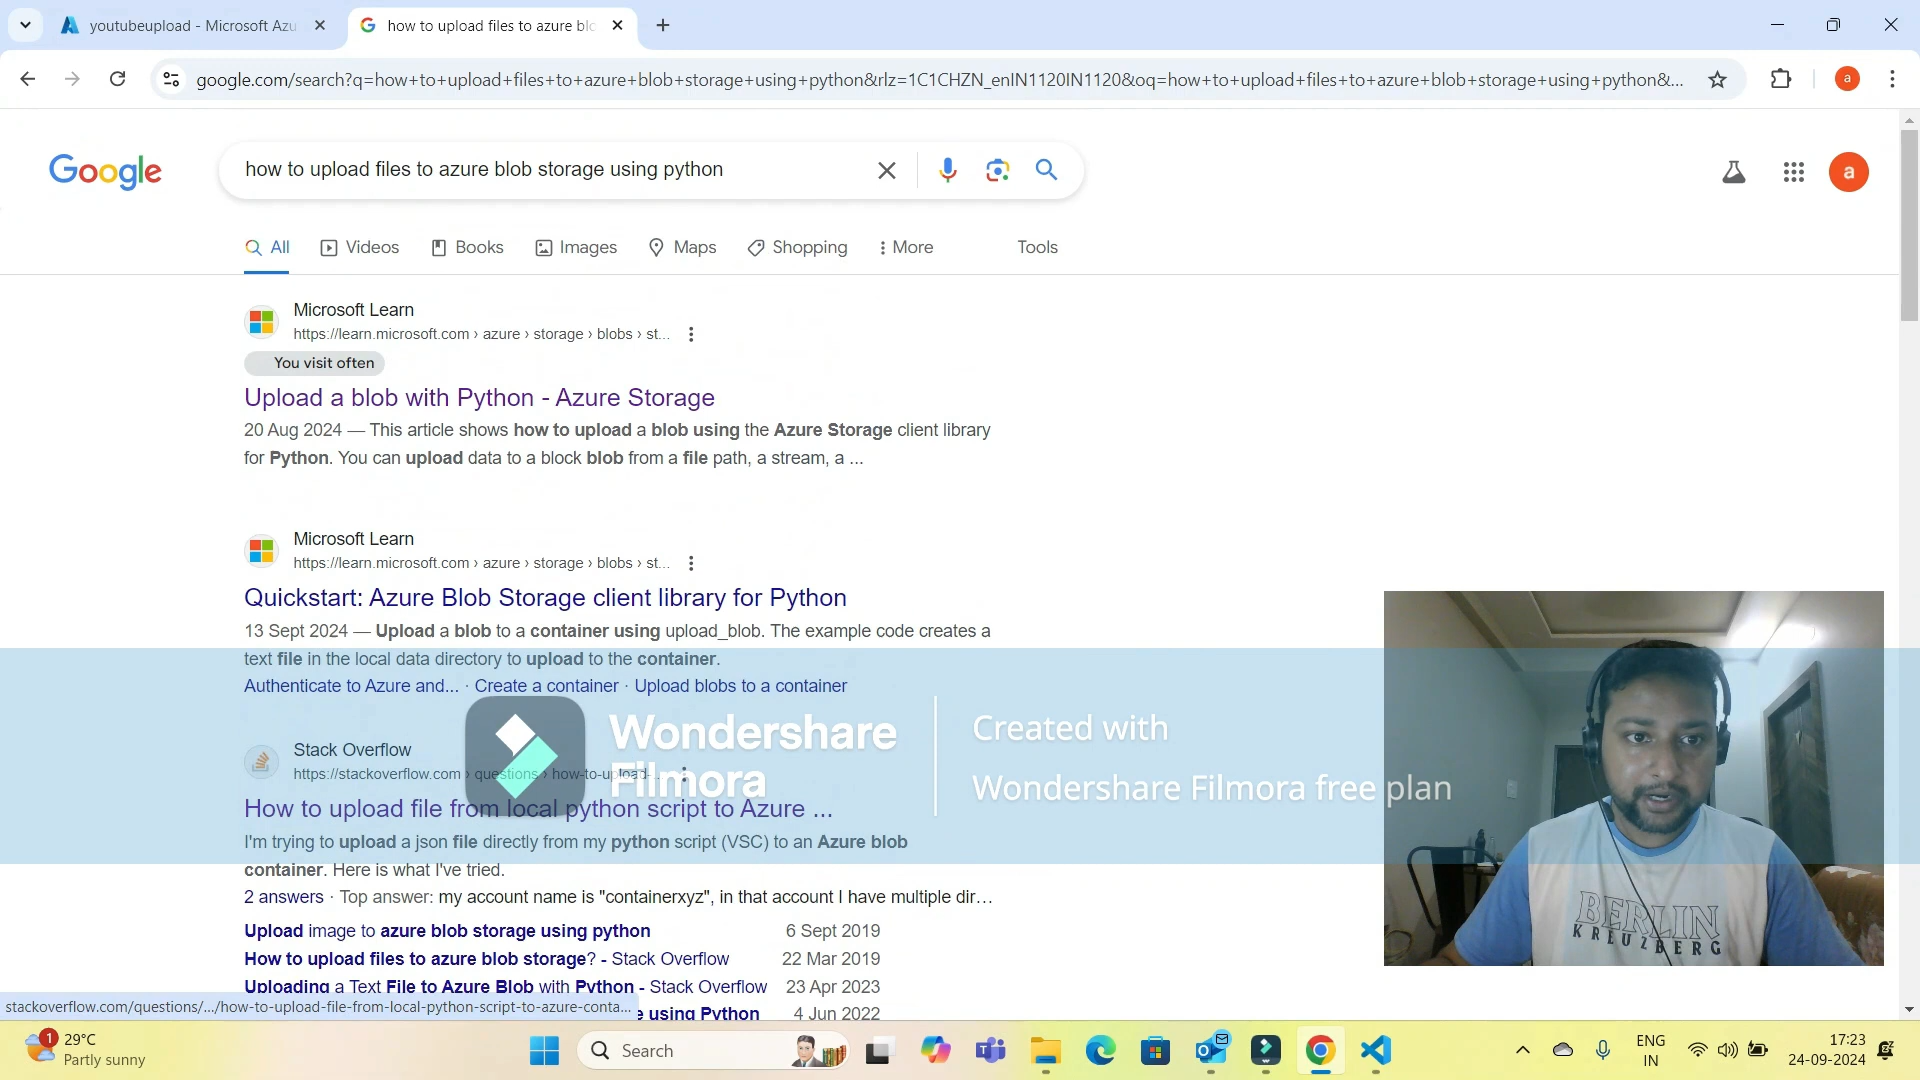 youtubeupload - Microsoft Azu
how to upload files to azure blo
google.com/search?q=how+to+upload+files+to+azure+blob+storage+using+python&rlz=1C1CHZN_enIN1120IN1120&oq=how+to+upload+files+to+azure+blob+storage+using+python&...
a
Google
how to upload files to azure blob storage using python
a
All
Videos
Books
Images
Maps
Shopping
More
Tools
Microsoft Learn
https://learn.microsoft.com › azure › storage › blobs › st...
You visit often
Upload a blob with Python - Azure Storage
20 Aug 2024 — This article shows how to upload a blob using the Azure Storage client library
for Python. You can upload data to a block blob from a file path, a stream, a ...
Microsoft Learn
https://learn.microsoft.com › azure › storage › blobs › st...
Quickstart: Azure Blob Storage client library for Python
13 Sept 2024 — Upload a blob to a container using upload_blob. The example code creates a
text file in the local data directory to upload to the container.
Authenticate to Azure and... · Create a container · Upload blobs to a container
Stack Overflow
https://stackoverflow.com › questions › how-to-upload-...
How to upload file from local python script to Azure ...
I'm trying to upload a json file directly from my python script (VSC) to an Azure blob
container. Here is what I've tried.
2 answers · Top answer: my account name is "containerxyz", in that account I have multiple dir...
Upload image to azure blob storage using python 6 Sept 2019
How to upload files to azure blob storage? - Stack Overflow 22 Mar 2019
Uploading a Text File to Azure Blob with Python - Stack Overflow 23 Apr 2023
e using Python 4 Jun 2022
stackoverflow.com/questions/.../how-to-upload-file-from-local-python-script-to-azure-conta...
Wondershare
Filmora
Created with
Wondershare Filmora free plan
BERLIN
KREUZBERG
1
29°C
Partly sunny
Search
ENG
IN
17:23
24-09-2024